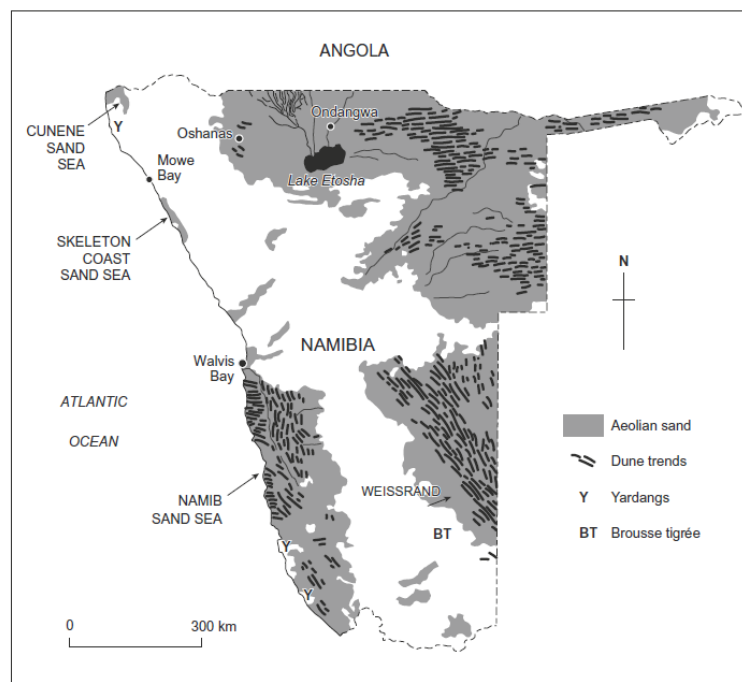 ANGOLA
Ondangwa
Oshanas
CUNENE
SAND
SEA
Y
Mowe
Bay
Lake Etosha
SKELETON
COAST
SAND SEA
N
NAMIBIA
Walvis
Bay
ATLANTIC
OCEAN
Aeolian sand
Dune trends
WEISSRAND
NAMIB
SAND SEA
Y Yardangs
BT
BT Brousse tigrée
Y
Y
0 300 km